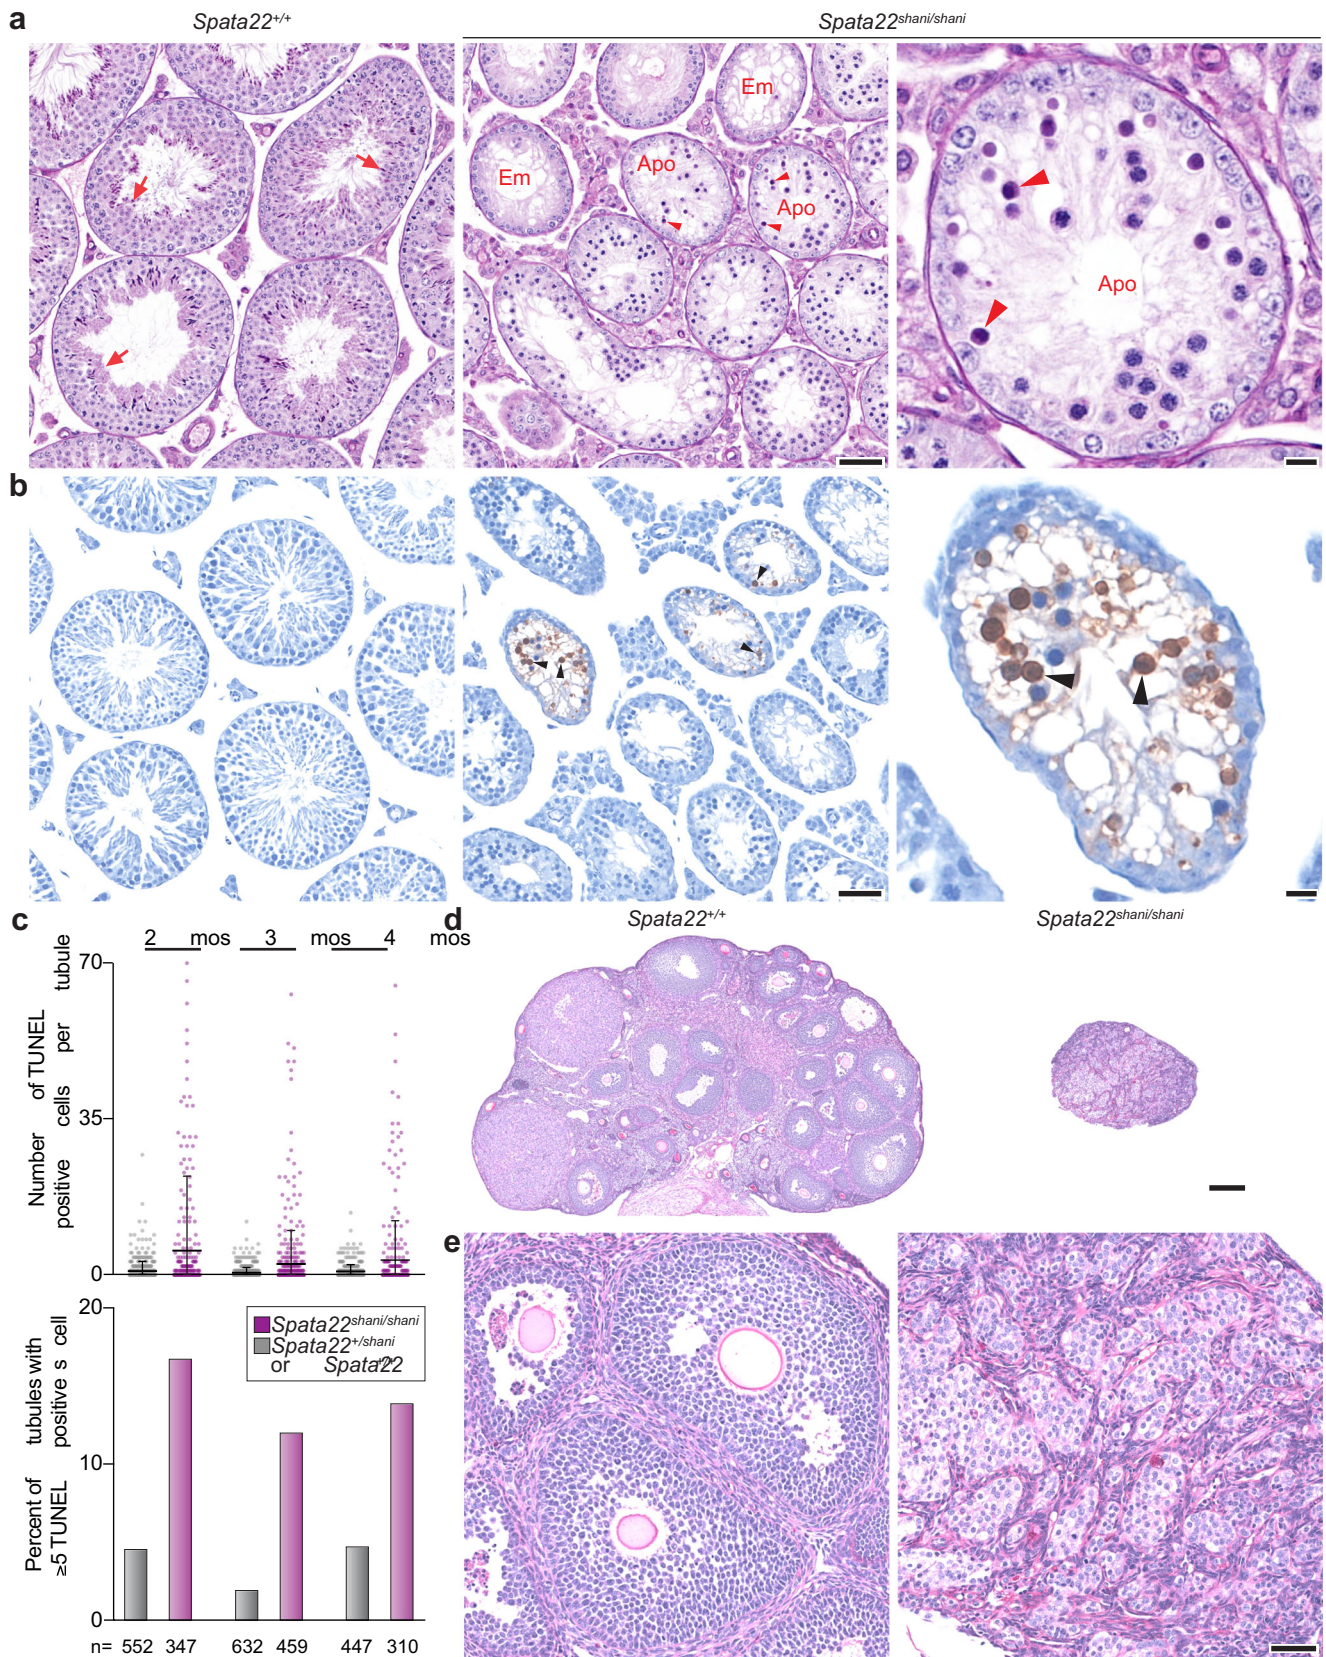 a
Spata22+/+
Spata22shani/shani
Em
Em
Apo
Apo
Apo
b
c
2 mos 3 mos 4 mos
Number of TUNEL
positive cells per tubule
70
35
0
Percent of tubules with
≥5 TUNEL positive s cell
20
10
0
Spata22shani/shani
Spata22+/shani
or Spata22+/+
n= 552 347 632 459 447 310
d
Spata22+/+
Spata22shani/shani
e